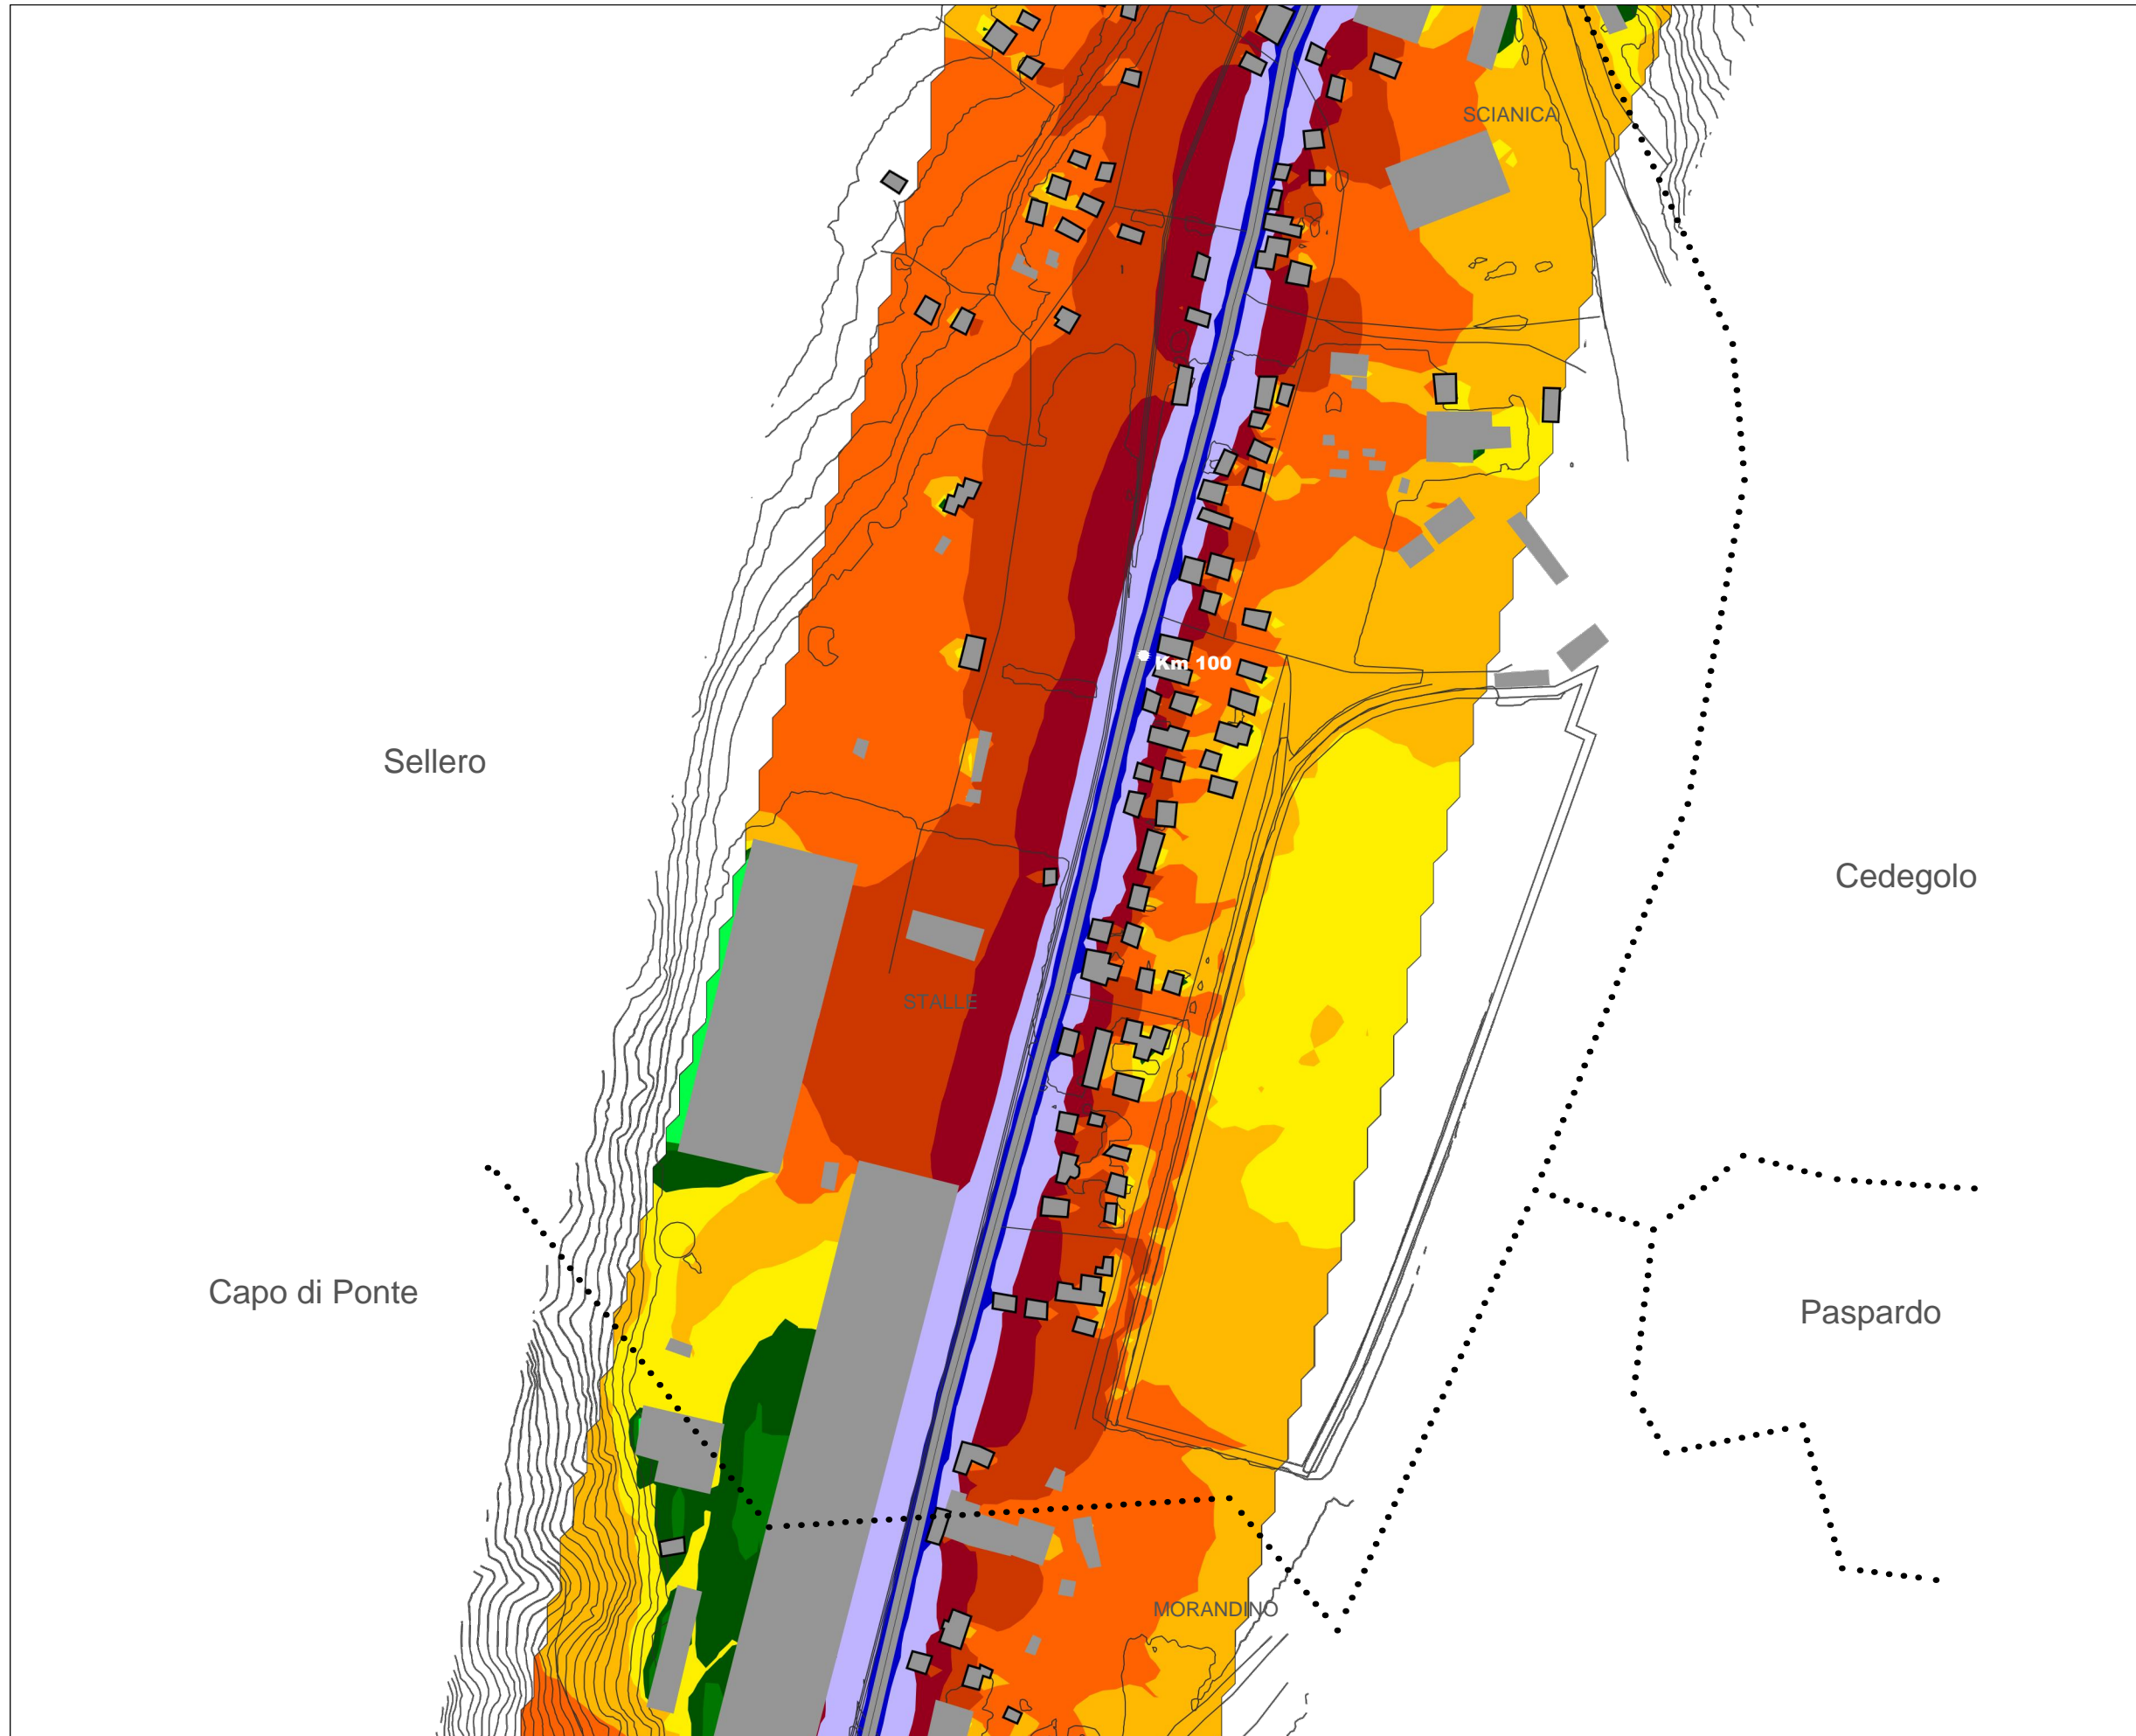 SCIANICA
Km 100
Sellero
Cedegolo
STALLE
Capo di Ponte
Paspardo
MORANDINO